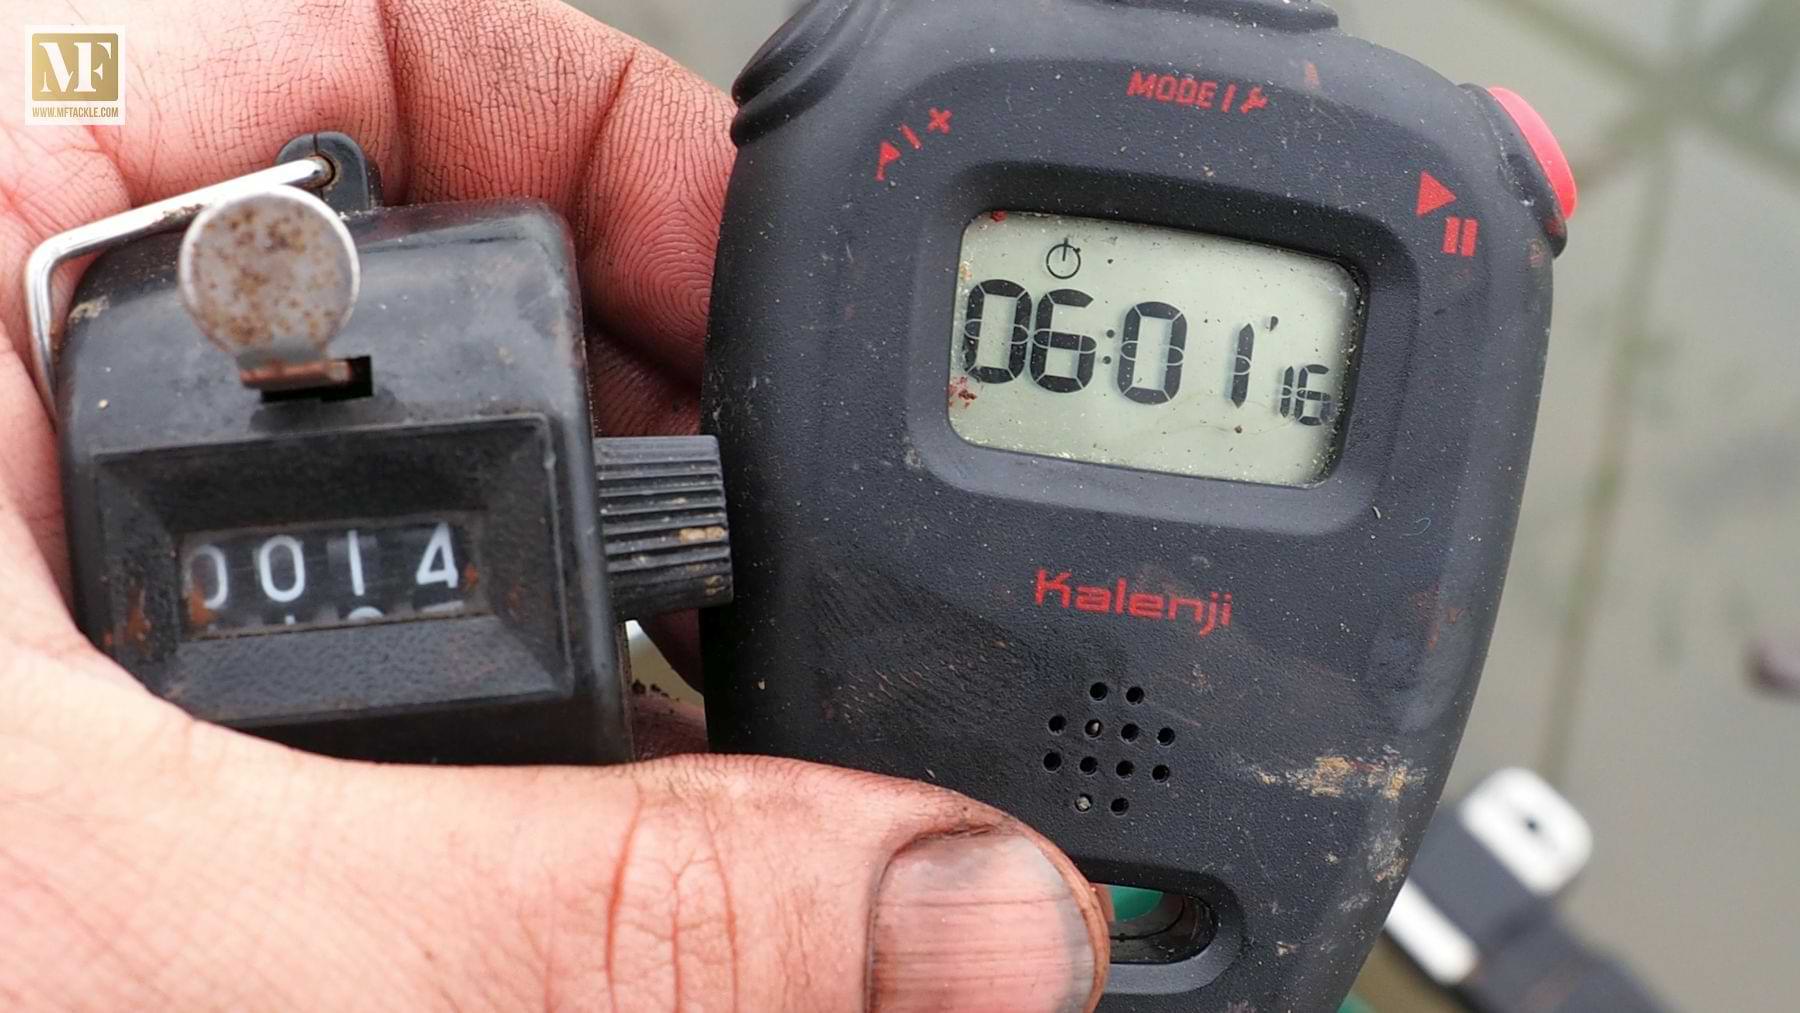 MF
WWW.MFTACKLE.COM
MODE /
06:01 16
0014
Kalenji